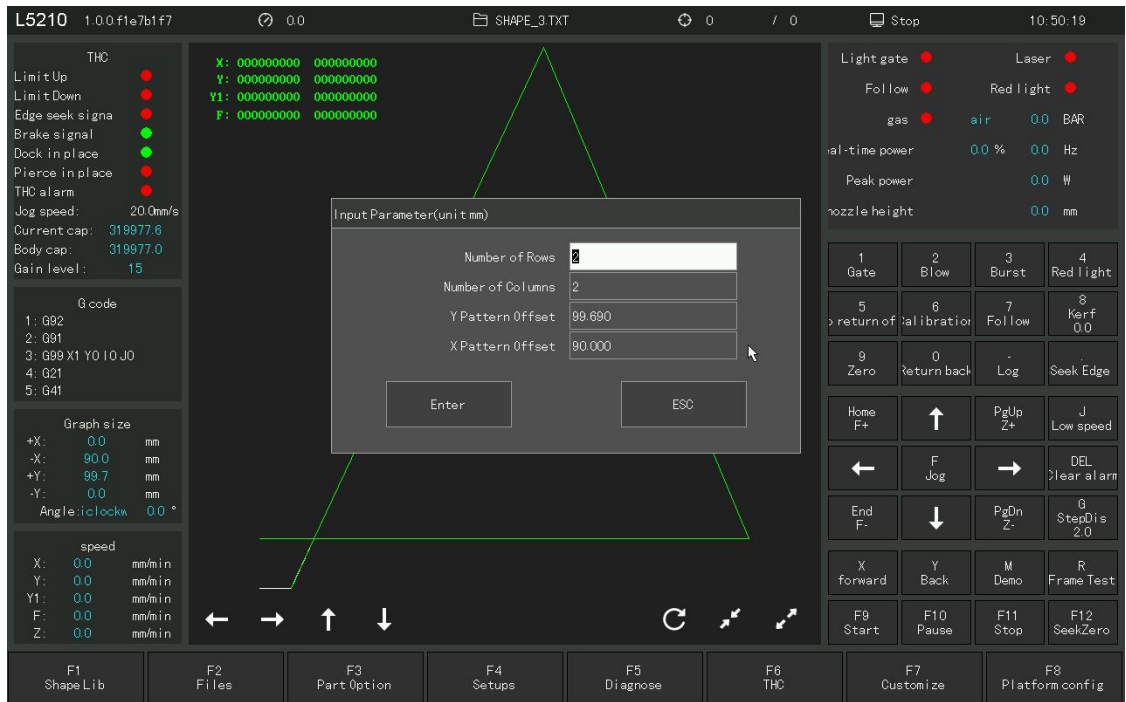 L5210 1.0.0.f1e7b1f7 0.0 SHAPE_3.TXT 0 / 0 Stop 10:50:19
THC
LimitUp
LimitDown
Edge seek signa
Brake signal
Dock in place
Pierce in place
THC alarm
Jog speed: 20.0mm/s
Current cap: 319977.6
Body cap: 319977.0
Gain level: 15
G code
1: G92
2: G91
3: G99 X1 Y0 I0 J0
4: G21
5: G41
Graph size
+X: 0.0 mm
-X: 90.0 mm
+Y: 99.7 mm
-Y: 0.0 mm
Angle:iclockw 0.0 °
speed
X: 0.0 mm/min
Y: 0.0 mm/min
Y1: 0.0 mm/min
F: 0.0 mm/min
Z: 0.0 mm/min
X: 000000000 000000000
Y: 000000000 000000000
Y1: 000000000 000000000
F: 000000000 000000000
Input Parameter(unit mm)
Number of Rows 2
Number of Columns 2
Y Pattern Offset 99.690
X Pattern Offset 90.000
Enter ESC
Light gate Laser
Follow Red light
gas air 0.0 BAR
al-time power 0.0 % 0.0 Hz
Peak power 0.0 W
nozzle height 0.0 mm
1 2 3 4
Gate Blow Burst Red light
5 6 7 8
o return of Calibration Follow Kerf
0.0
9 0 - .
Zero Return back Log Seek Edge
Home PgUp J
F+ Z+ Low speed
F DEL
Jog Clear alarm
End PgDn G
F- Z- StepDis
2.0
X Y M R
forward Back Demo Frame Test
F9 F10 F11 F12
Start Pause Stop SeekZero
F1 F2 F3 F4 F5 F6 F7 F8
ShapeLib Files Part Option Setups Diagnose THC Customize Platform config